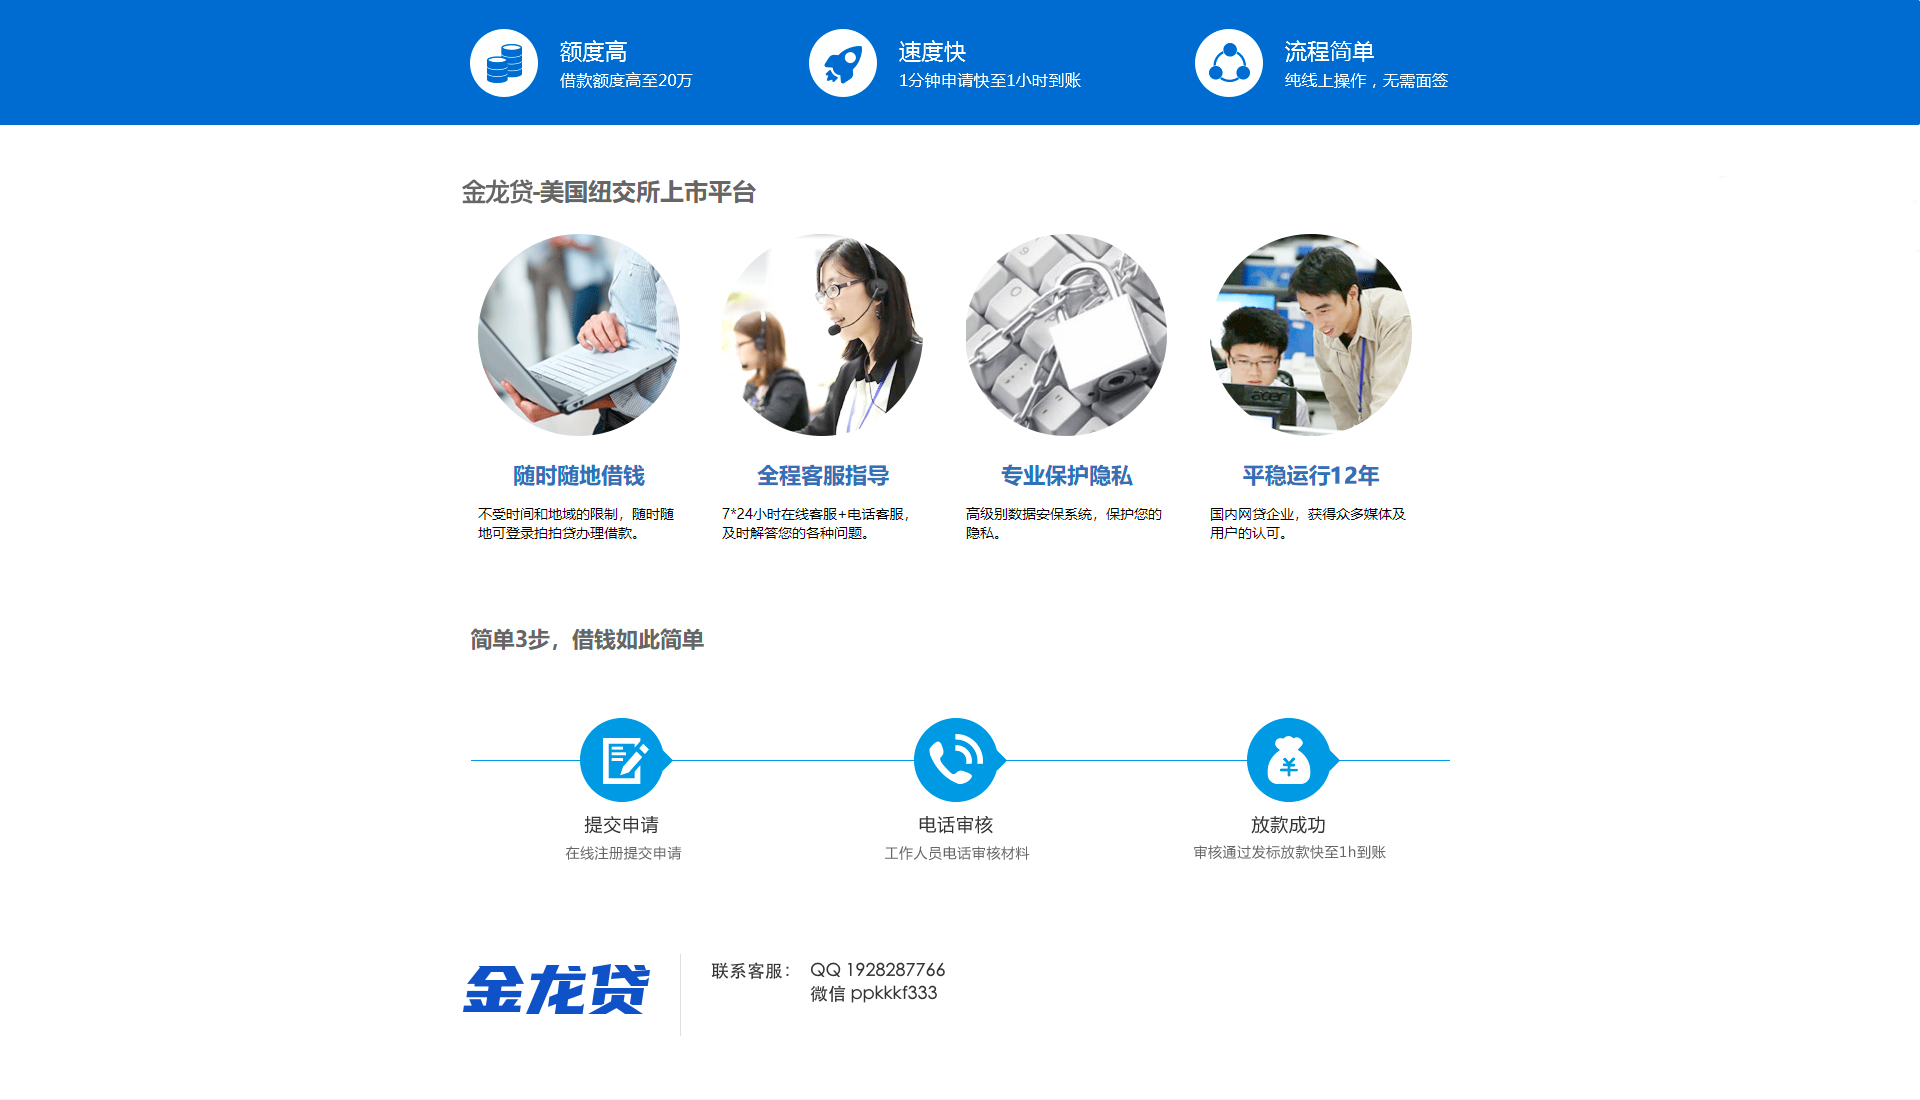 额度高
借款额度高至20万
速度快
1分钟申请快至1小时到账
流程简单
纯线上操作，无需面签
金龙贷-美国纽交所上市平台
acer
随时随地借钱
不受时间和地域的限制，随时随
地可登录拍拍贷办理借款。
全程客服指导
7*24小时在线客服+电话客服，
及时解答您的各种问题。
专业保护隐私
高级别数据安保系统，保护您的
隐私。
平稳运行12年
国内网贷企业，获得众多媒体及
用户的认可。
简单3步，借钱如此简单
¥
提交申请
在线注册提交申请
电话审核
工作人员电话审核材料
放款成功
审核通过发标放款快至1h到账
金龙贷
联系客服： QQ 1928287766
微信 ppkkkf333